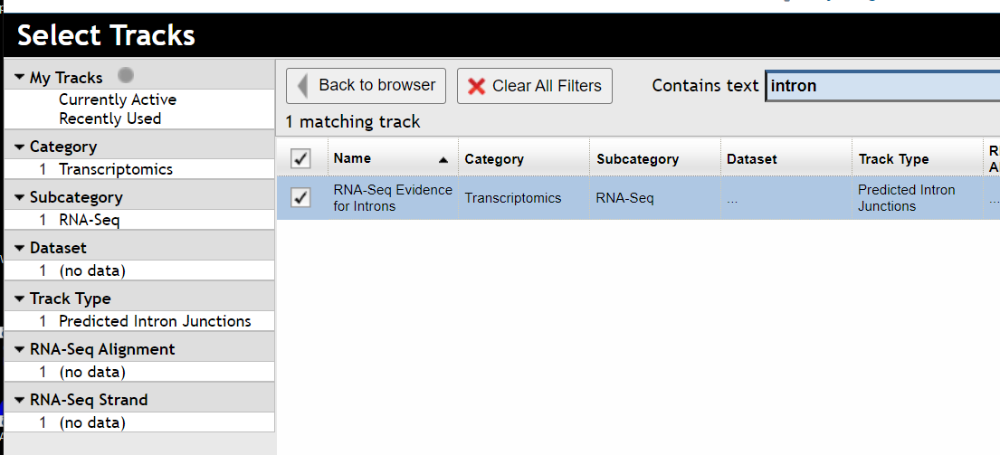 Select Tracks
My Tracks
Currently Active
Recently Used
Category
1 Transcriptomics
Subcategory
1 RNA-Seq
Dataset
1 (no data)
Track Type
1 Predicted Intron Junctions
RNA-Seq Alignment
1 (no data)
RNA-Seq Strand
1 (no data)
Back to browser Clear All Filters Contains text intron
1 matching track
Name Category Subcategory Dataset Track Type
RNA-Seq Evidence for Introns Transcriptomics RNA-Seq ... Predicted Intron Junctions ...